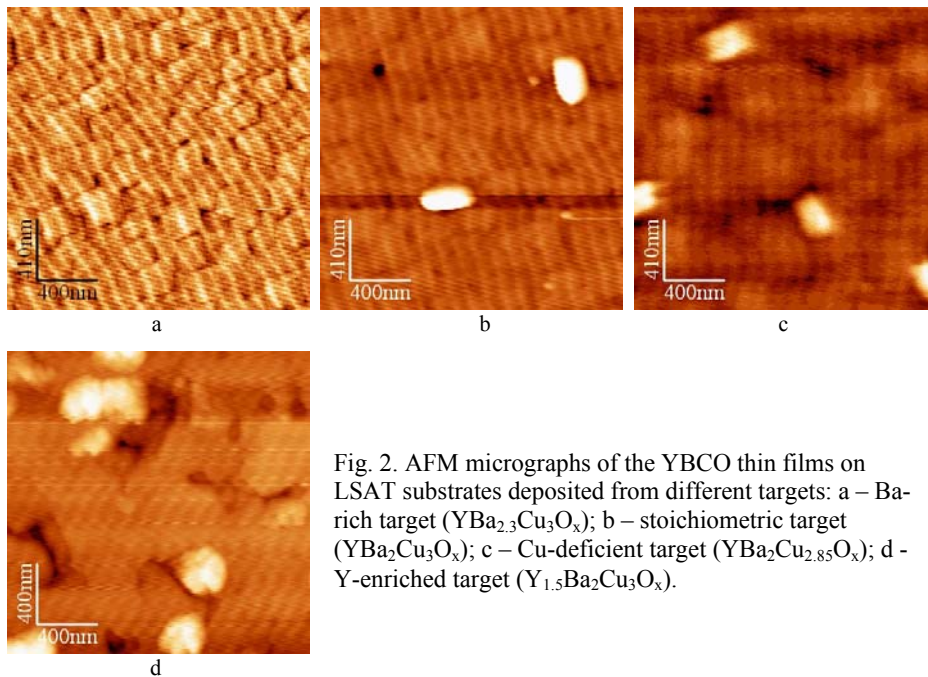 410nm
400nm
a
410nm
400nm
b
410nm
400nm
c
400nm
400nm
d
Fig. 2. AFM micrographs of the YBCO thin films on
LSAT substrates deposited from different targets: a – Ba-
rich target (YBa₂.₃Cu₃Oₓ); b – stoichiometric target
(YBa₂Cu₃Oₓ); c – Cu-deficient target (YBa₂Cu₂.₈₅Oₓ); d -
Y-enriched target (Y₁.₅Ba₂Cu₃Oₓ).